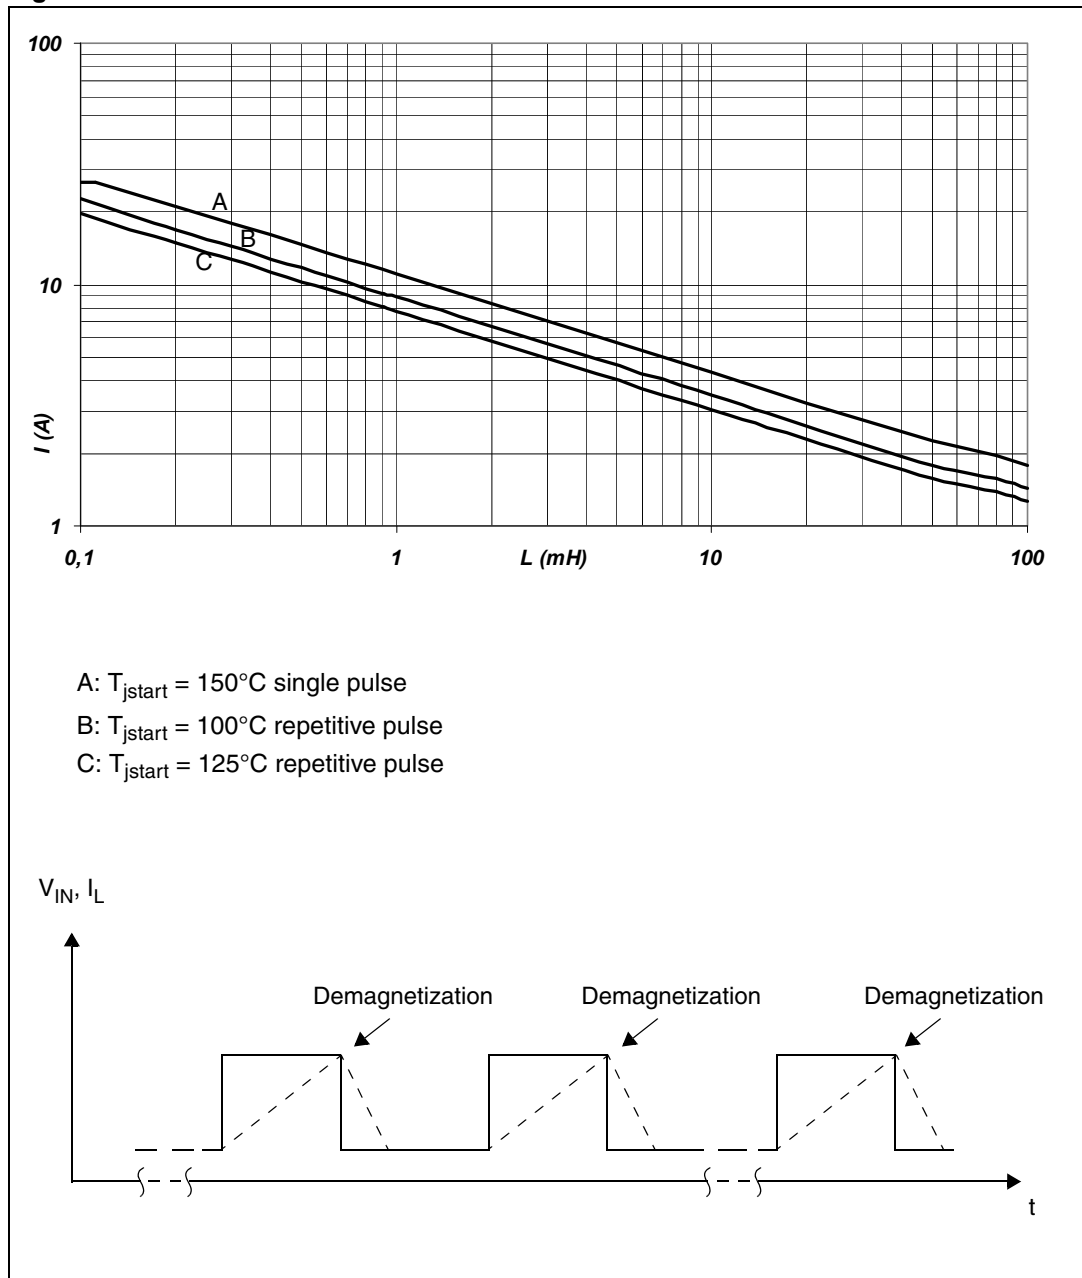 100
10
1
I (A)
A
B
C
0,1
1
L (mH)
10
100
A: Tjstart = 150°C single pulse
B: Tjstart = 100°C repetitive pulse
C: Tjstart = 125°C repetitive pulse
VIN, IL
Demagnetization
Demagnetization
Demagnetization
t